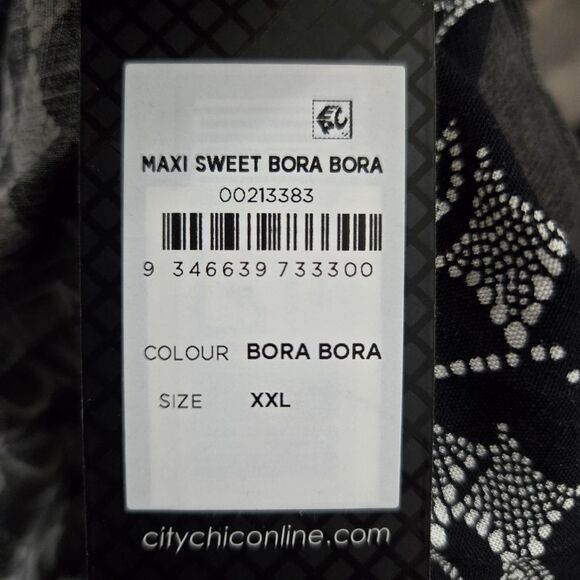 MAXI SWEET BORA BORA
00213383
9 346639 733300
COLOUR BORA BORA
SIZE XXL
citychiconline.com